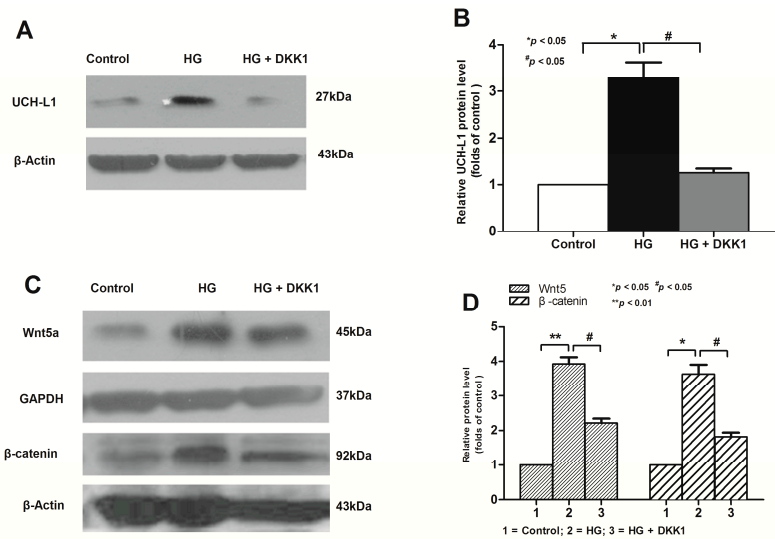 A
Control HG HG + DKK1
UCH-L1 27kDa
β-Actin 43kDa
B
*p < 0.05
#p < 0.05
* #
Relative UCH-L1 protein level
(folds of control )
4
3
2
1
0
Control HG HG + DKK1
C
Control HG HG + DKK1
Wnt5a 45kDa
GAPDH 37kDa
β-catenin 92kDa
β-Actin 43kDa
D
Wnt5 *p < 0.05 #p < 0.05
β -catenin **p < 0.01
Relative protein level
(folds of control )
5
4
3
2
1
0
** # * #
1 2 3 1 2 3
1 = Control; 2 = HG; 3 = HG + DKK1